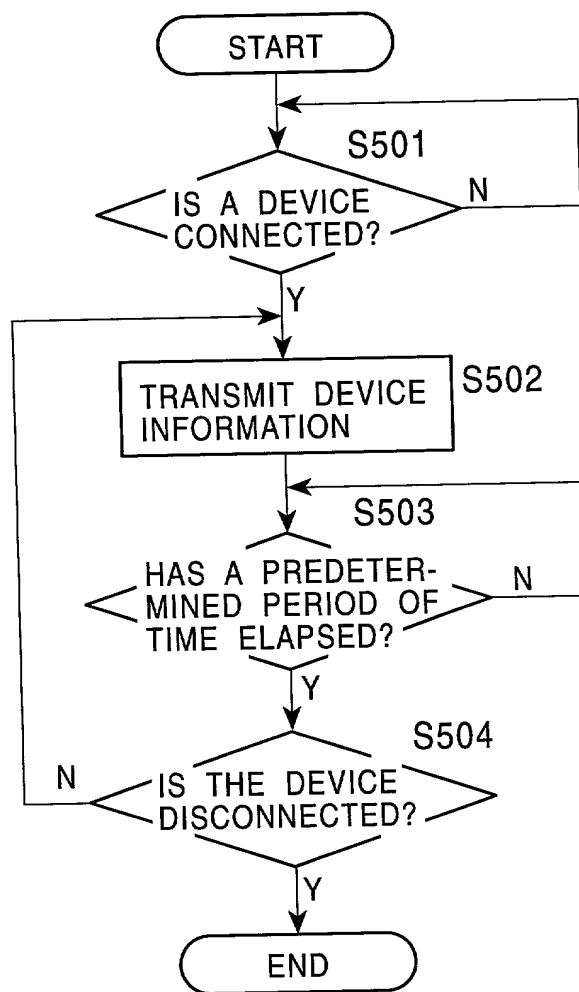 START
S501
IS A DEVICE
CONNECTED?
N
Y
TRANSMIT DEVICE
INFORMATION
S502
S503
HAS A PREDETER-
MINED PERIOD OF
TIME ELAPSED?
N
Y
S504
IS THE DEVICE
DISCONNECTED?
N
Y
END